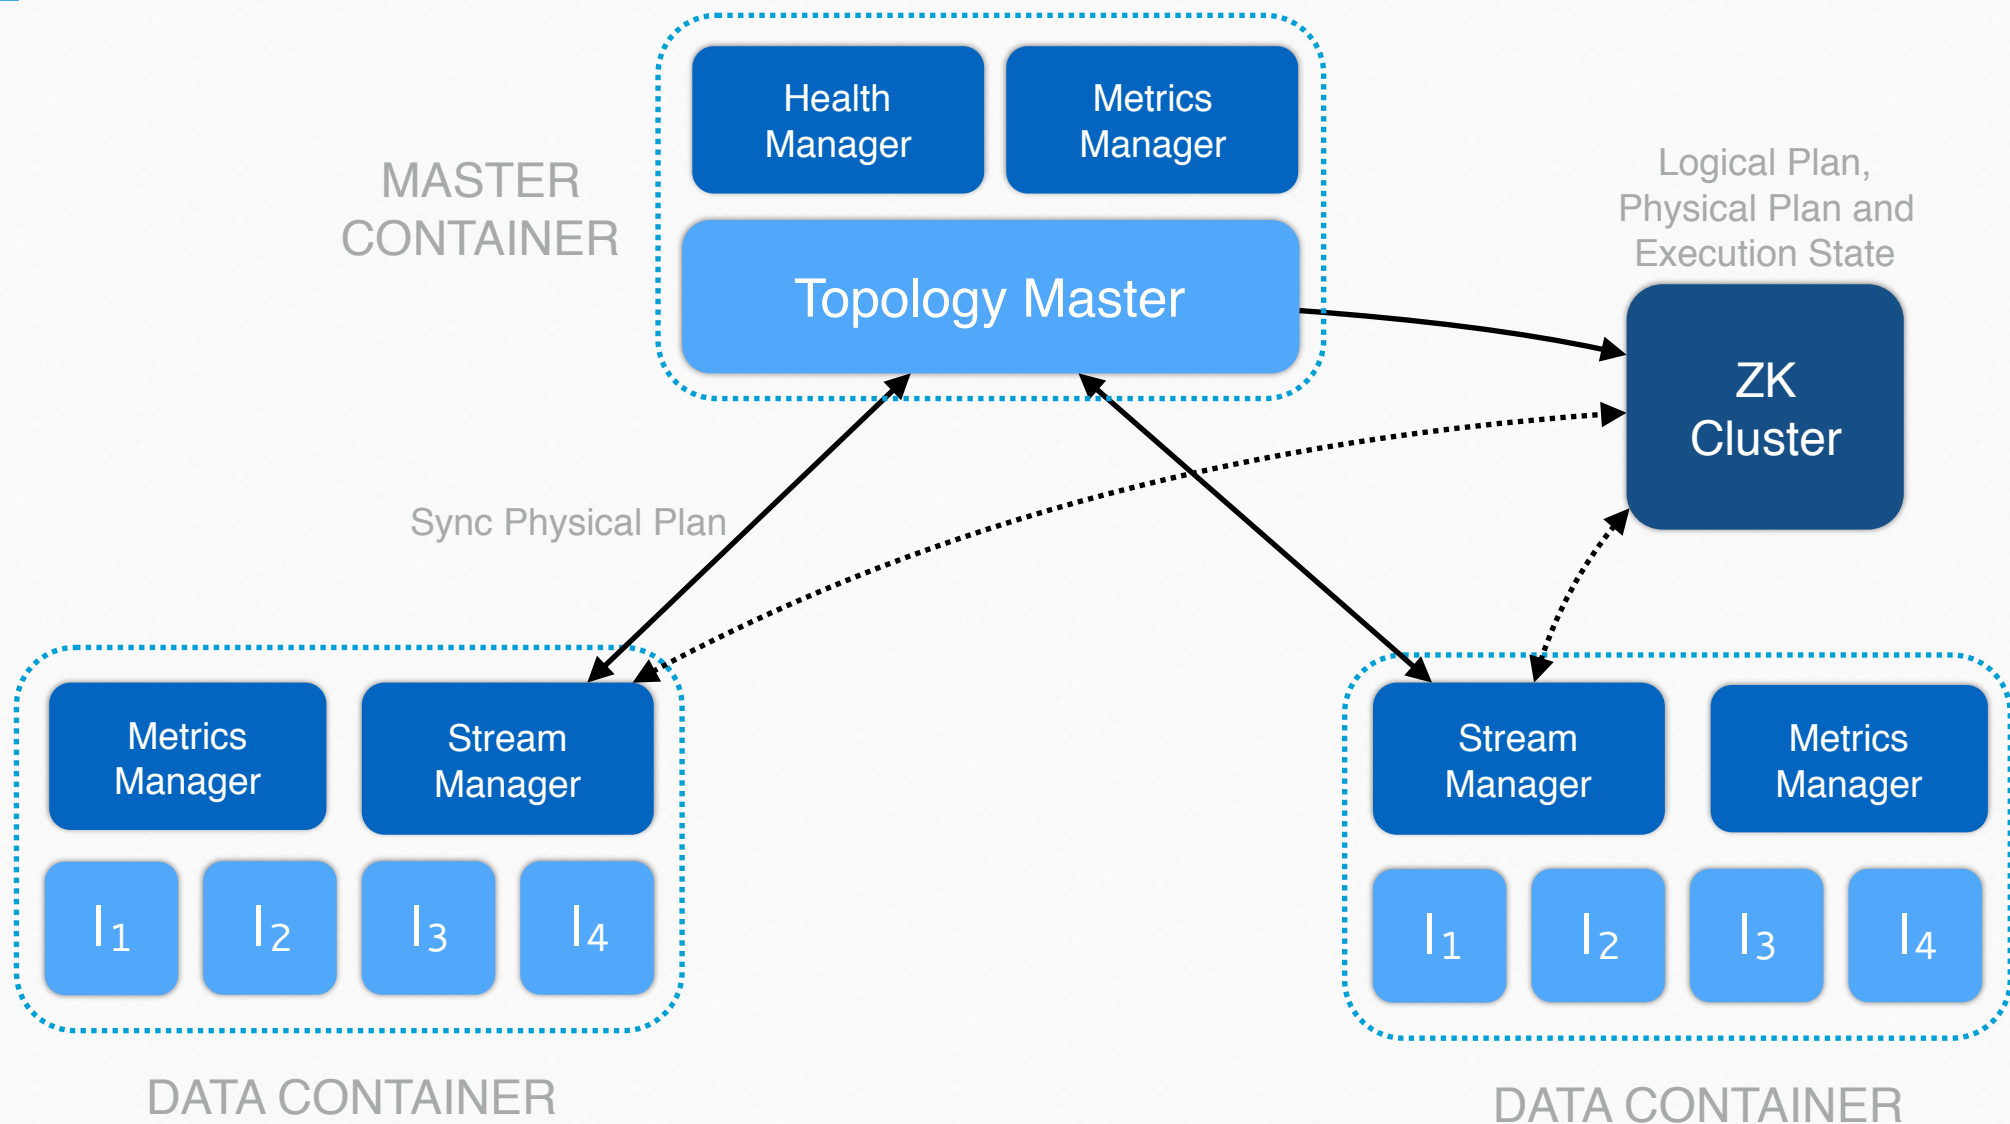 Health
Manager
Metrics
Manager
MASTER
CONTAINER
Topology Master
Logical Plan,
Physical Plan and
Execution State
ZK
Cluster
Sync Physical Plan
Metrics
Manager
Stream
Manager
I1
I2
I3
I4
DATA CONTAINER
Stream
Manager
Metrics
Manager
I1
I2
I3
I4
DATA CONTAINER